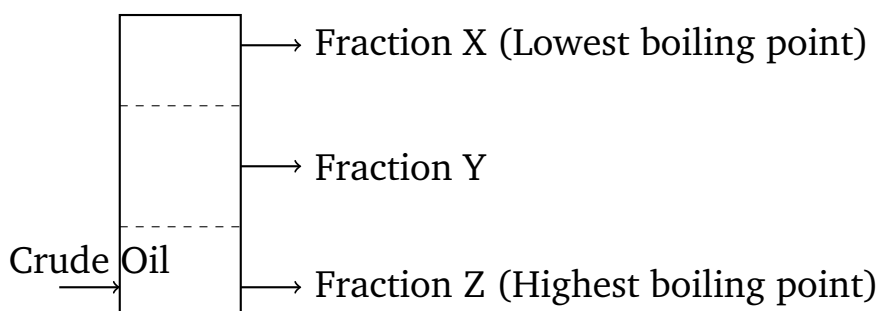 Fraction X (Lowest boiling point)
Fraction Y
Crude Oil
Fraction Z (Highest boiling point)